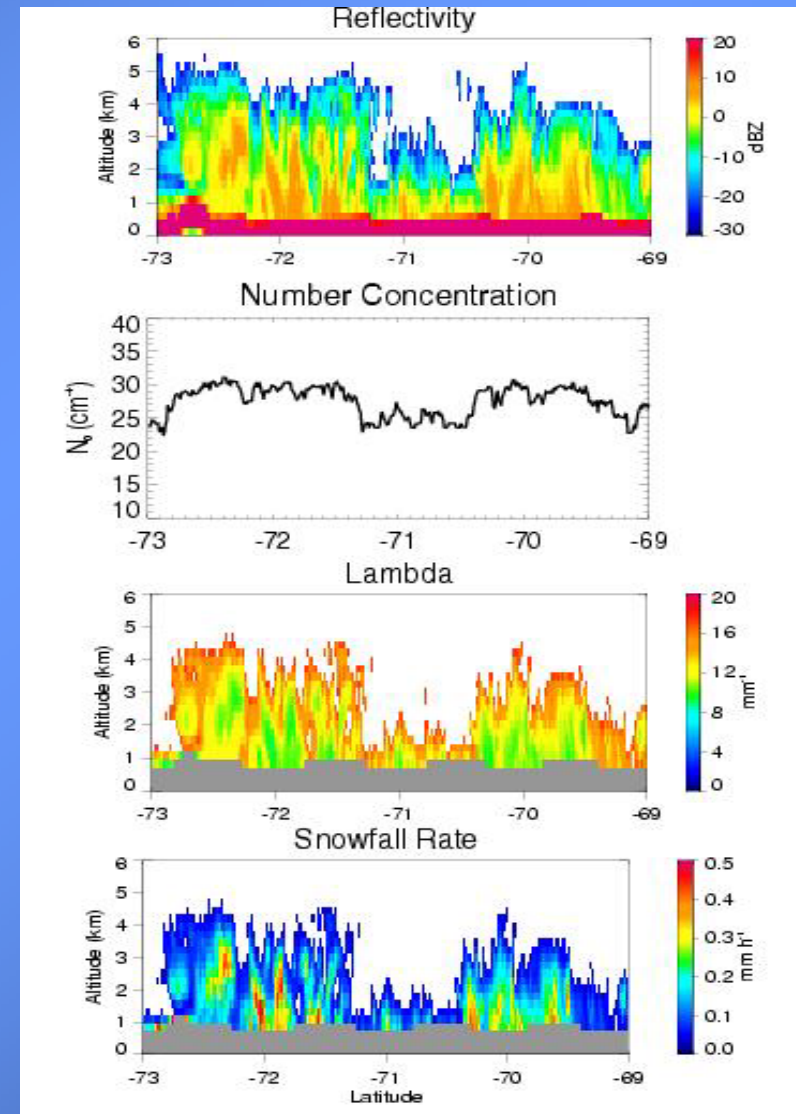 Reflectivity
6
5
4
3
2
1
0
Altitude (km)
-73 -72 -71 -70 -69
20
10
0
-10
-20
-30
dBZ
Number Concentration
40
35
30
25
20
15
10
N₀ (cm⁻⁴)
-73 -72 -71 -70 -69
Lambda
6
5
4
3
2
1
0
Altitude (km)
-73 -72 -71 -70 -69
20
16
12
8
4
0
mm⁻¹
Snowfall Rate
6
5
4
3
2
1
0
Altitude (km)
-73 -72 -71 -70 -69
Latitude
0.5
0.4
0.3
0.2
0.1
0.0
mm h⁻¹